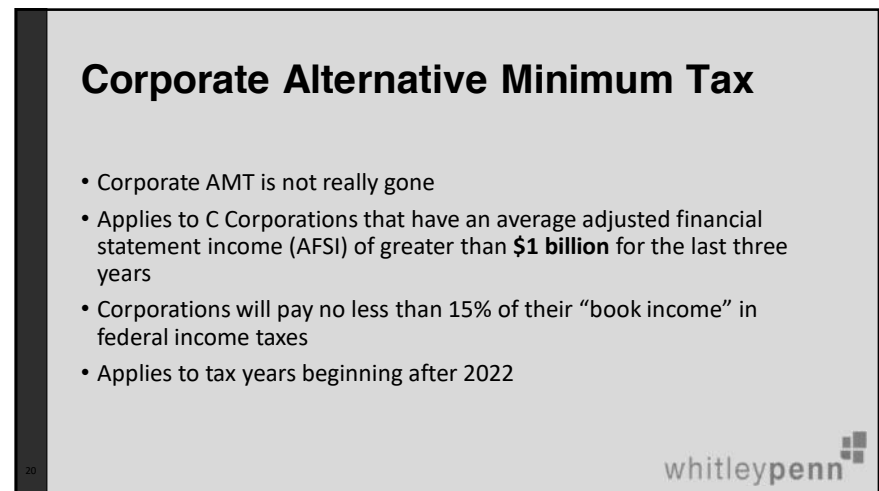 Corporate Alternative Minimum Tax
• Corporate AMT is not really gone
• Applies to C Corporations that have an average adjusted financial
statement income (AFSI) of greater than $1 billion for the last three
years
• Corporations will pay no less than 15% of their “book income” in
federal income taxes
• Applies to tax years beginning after 2022
20
whitleypenn